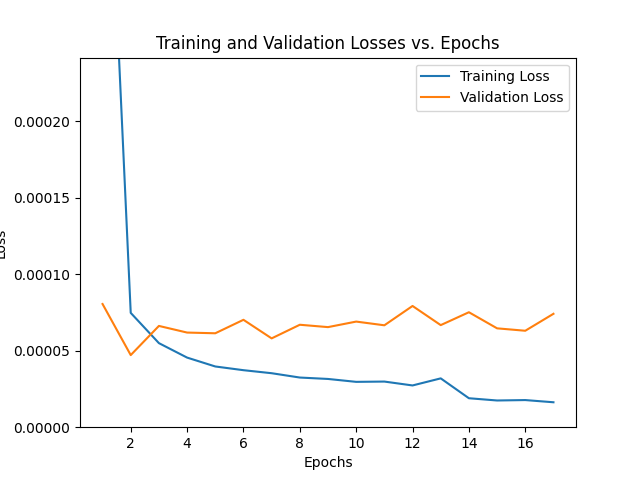 Training and Validation Losses vs. Epochs
Training Loss
Validation Loss
0.00020
0.00015
0.00010
0.00005
0.00000
Loss
2 4 6 8 10 12 14 16
Epochs